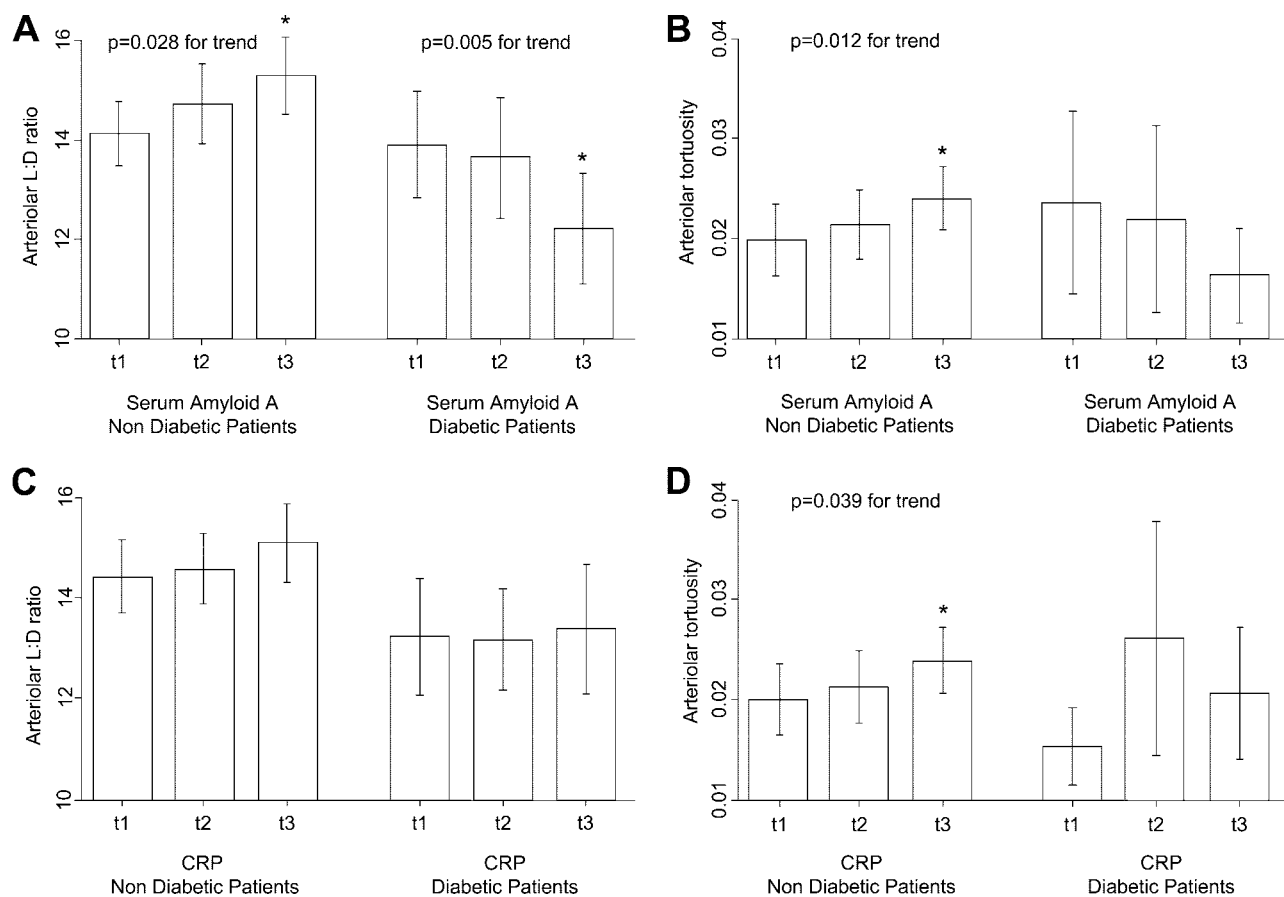 A
p=0.028 for trend
*
p=0.005 for trend
*
Arteriolar L:D ratio
16
14
12
10
t1 t2 t3 t1 t2 t3
Serum Amyloid A
Non Diabetic Patients
Serum Amyloid A
Diabetic Patients
B
p=0.012 for trend
*
Arteriolar tortuosity
0.04
0.03
0.02
0.01
t1 t2 t3 t1 t2 t3
Serum Amyloid A
Non Diabetic Patients
Serum Amyloid A
Diabetic Patients
C
Arteriolar L:D ratio
16
14
12
10
t1 t2 t3 t1 t2 t3
CRP
Non Diabetic Patients
CRP
Diabetic Patients
D
p=0.039 for trend
*
Arteriolar tortuosity
0.04
0.03
0.02
0.01
t1 t2 t3 t1 t2 t3
CRP
Non Diabetic Patients
CRP
Diabetic Patients